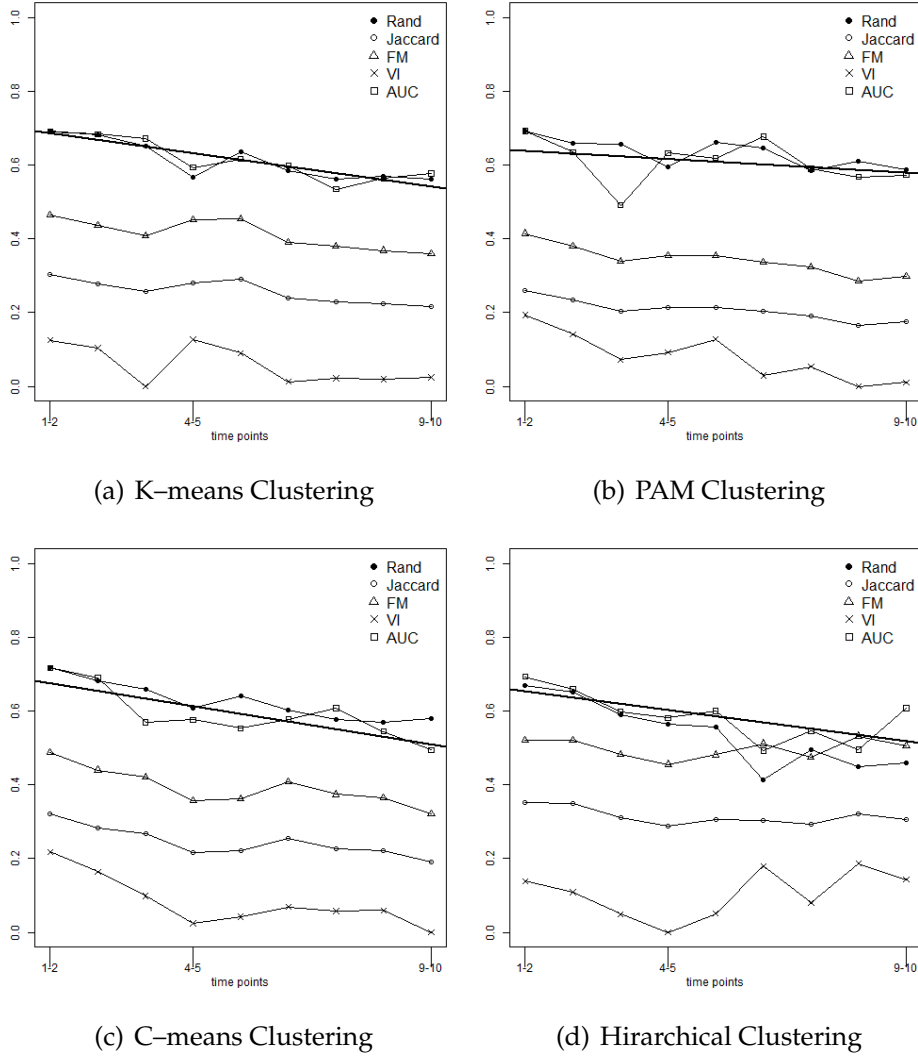 1.0
0.8
0.6
0.4
0.2
0.0
Rand
Jaccard
FM
VI
AUC
1-2
4-5
9-10
time points
(a) K–means Clustering
1.0
0.8
0.6
0.4
0.2
0.0
Rand
Jaccard
FM
VI
AUC
1-2
4-5
9-10
time points
(b) PAM Clustering
1.0
0.8
0.6
0.4
0.2
0.0
Rand
Jaccard
FM
VI
AUC
1-2
4-5
9-10
time points
(c) C–means Clustering
1.0
0.8
0.6
0.4
0.2
0.0
Rand
Jaccard
FM
VI
AUC
1-2
4-5
9-10
time points
(d) Hirarchical Clustering